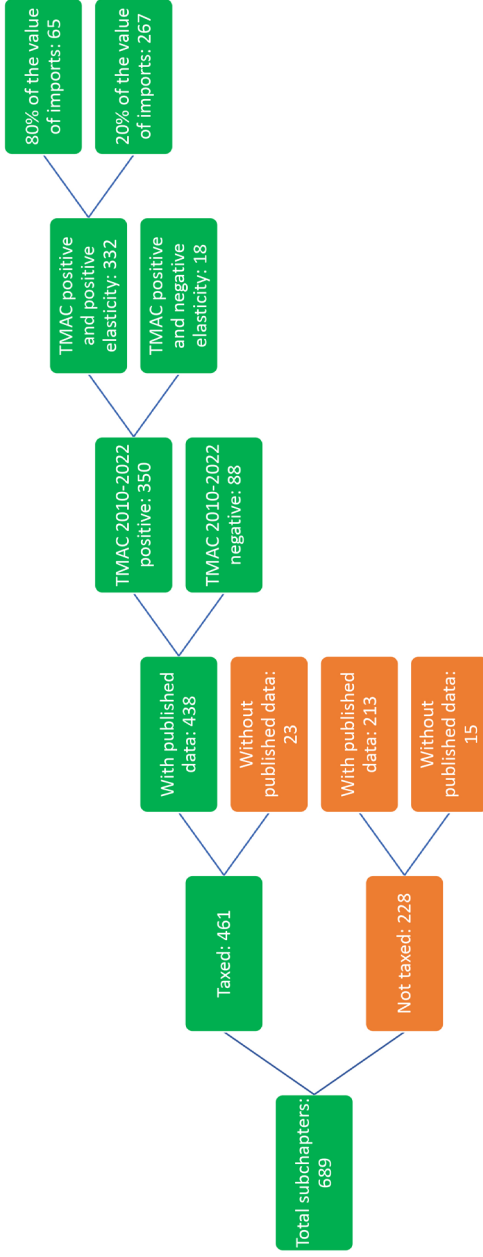 Total subchapters:
689
Taxed: 461
Not taxed: 228
With published
data: 438
Without
published data:
23
With published
data: 213
Without
published data:
15
TMAC 2010-2022
positive: 350
TMAC 2010-2022
negative: 88
TMAC positive
and positive
elasticity: 332
TMAC positive
and negative
elasticity: 18
80% of the value
of imports: 65
20% of the value
of imports: 267